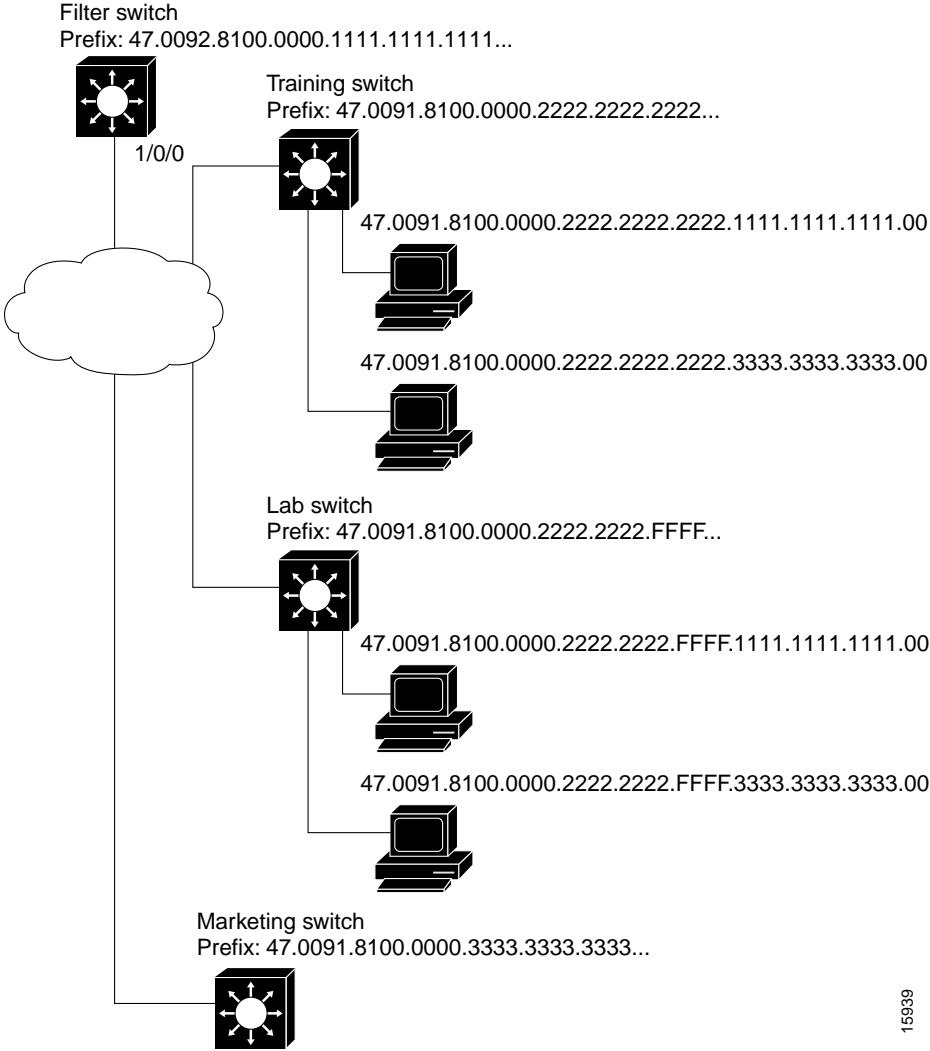 Filter switch
Prefix: 47.0092.8100.0000.1111.1111.1111...
Training switch
Prefix: 47.0091.8100.0000.2222.2222.2222...
1/0/0
47.0091.8100.0000.2222.2222.2222.1111.1111.1111.00
47.0091.8100.0000.2222.2222.2222.3333.3333.3333.00
Lab switch
Prefix: 47.0091.8100.0000.2222.2222.FFFF...
47.0091.8100.0000.2222.2222.FFFF.1111.1111.1111.00
47.0091.8100.0000.2222.2222.FFFF.3333.3333.3333.00
Marketing switch
Prefix: 47.0091.8100.0000.3333.3333.3333...
15939